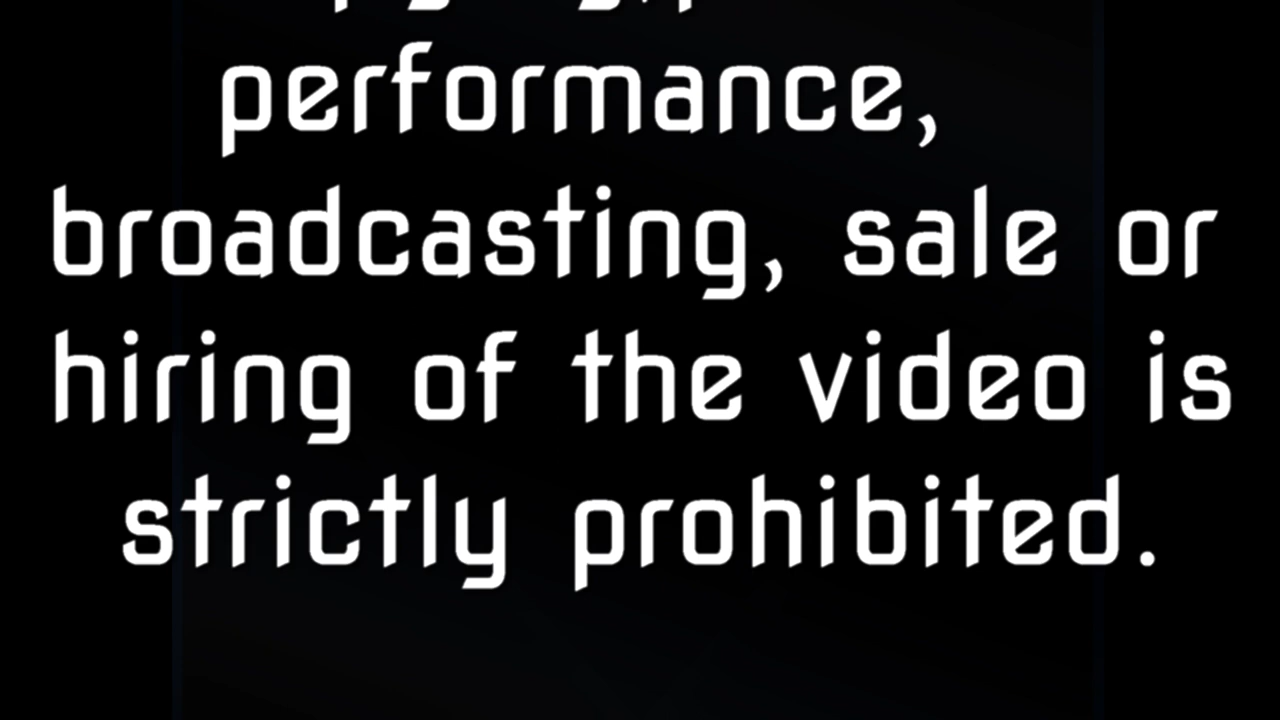 performance,
broadcasting, sale or
hiring of the video is
strictly prohibited.